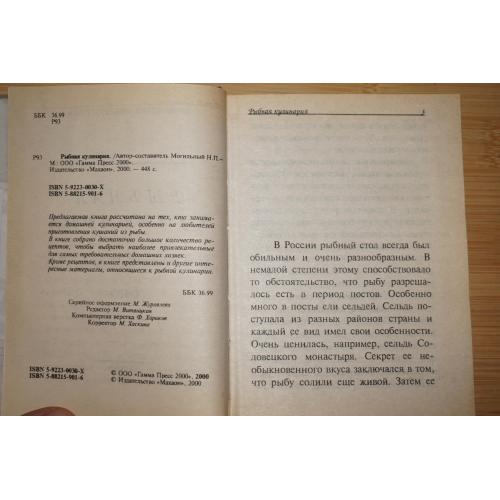 ББК 36.99
Р93
Р93 Рыбная кулинария. /Автор-составитель Могильный Н.П.–
М.: ООО «Гамма Пресс 2000».
Издательство «Махаон», 2000. — 448 с.
ISBN 5-9223-0030-X
ISBN 5-88215-901-6
Предлагаемая книга рассчитана на тех, кто занима-
ется домашней кулинарией, особенно на любителей
приготовления кушаний из рыбы.
В книге собрано достаточно большое количество ре-
цептов, чтобы выбрать наиболее привлекательные
для самых требовательных домашних хозяек.
Кроме рецептов, в книге представлены и другие инте-
ресные материалы, относящиеся к рыбной кулинарии.
ББК 36.99
Серийное оформление М. Журавлева
Редактор М.
Компьютерная верстка Ф.
Корректор М.
ISBN 5-9223-0030-X
ISBN 5-88215-901-6
© ООО "Гамма Пресс 2000", 2000
© Издательство "Махаон", 2000
Рыбная кулинария
В России рыбный стол всегда был
обильным и очень разнообразным. В
немалой степени этому способствовало
то обстоятельство, что рыбу разреша-
лось есть в период постов. Особенно
много в посты ели сельдей. Сельдь по-
ступала из разных районов страны и
каждый ее вид имел свои особенности.
Очень ценилась, например, сельдь Со-
ловецкого монастыря. Секрет ее не-
обыкновенного вкуса заключался в том,
что рыбу солили еще живой. Затем ее